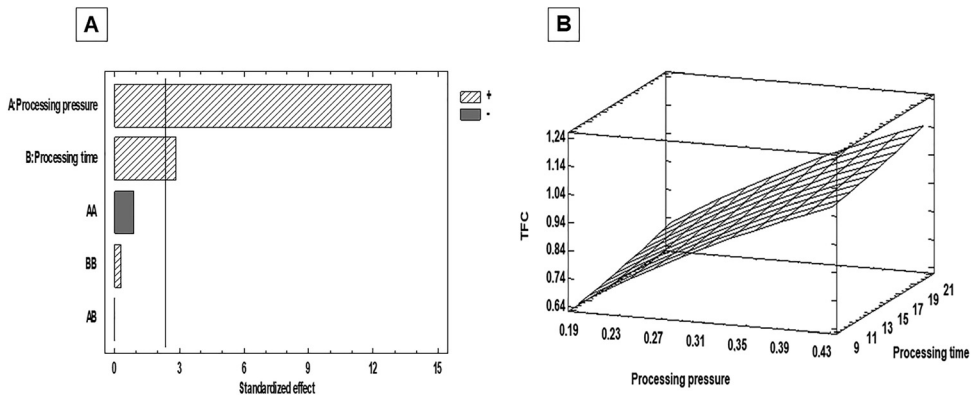 A
A:Processing pressure
B:Processing time
AA
BB
AB
0 3 6 9 12 15
Standardized effect
+
-
B
TFC
1.24
1.14
1.04
0.94
0.84
0.74
0.64
0.19 0.23 0.27 0.31 0.35 0.39 0.43
Processing pressure
9 11 13 15 17 19 21
Processing time